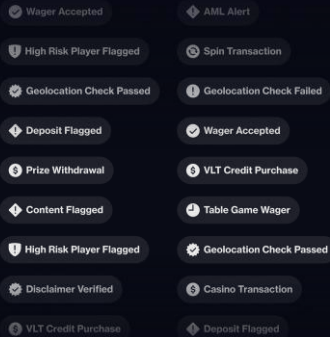 Wager Accepted
AML Alert
High Risk Player Flagged
Spin Transaction
Geolocation Check Passed
Geolocation Check Failed
Deposit Flagged
Wager Accepted
Prize Withdrawal
VLT Credit Purchase
Content Flagged
Table Game Wager
High Risk Player Flagged
Geolocation Check Passed
Disclaimer Verified
Casino Transaction
VLT Credit Purchase
Deposit Flagged